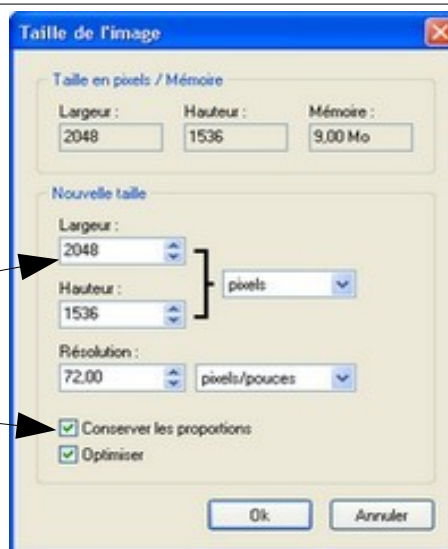 Taille de l'image
Taille en pixels / Mémoire
Largeur : Hauteur : Mémoire :
2048 1536 9,00 Mo
Nouvelle taille
Largeur :
2048
pixels
Hauteur :
1536
Résolution :
72,00 pixels/pouces
Conserver les proportions
Optimiser
Ok Annuler